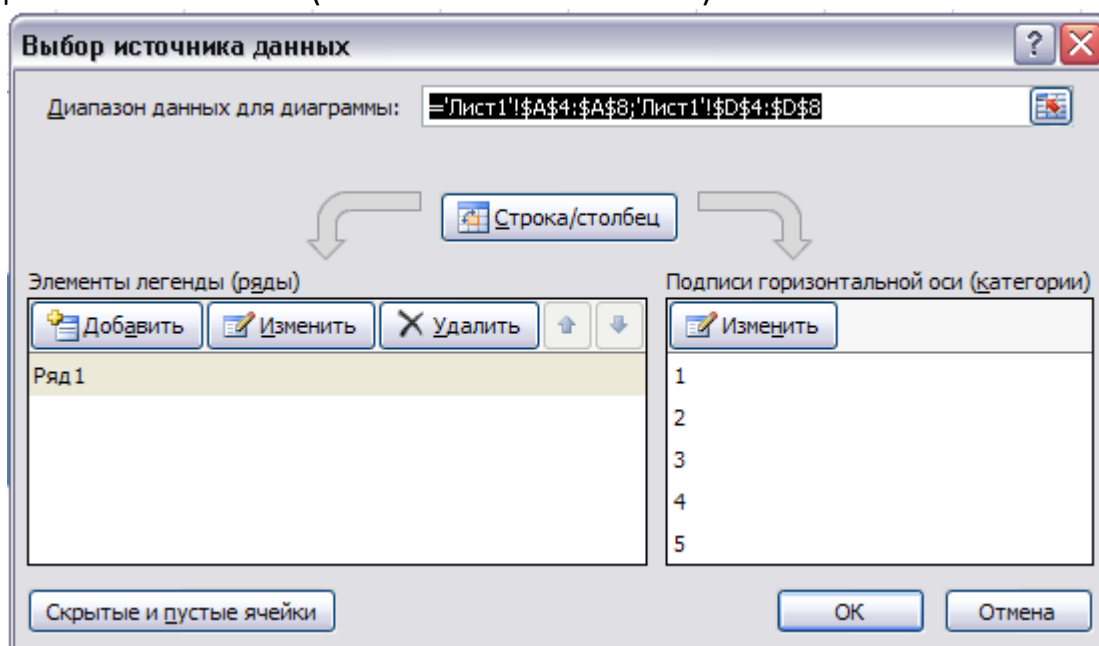 Выбор источника данных
Диапазон данных для диаграммы: ='Лист1'!$A$4:$A$8;'Лист1'!$D$4:$D$8
Строка/столбец
Элементы легенды (ряды)
Добавить Изменить Удалить
Ряд1
Подписи горизонтальной оси (категории)
Изменить
1
2
3
4
5
Скрытые и пустые ячейки
ОК Отмена